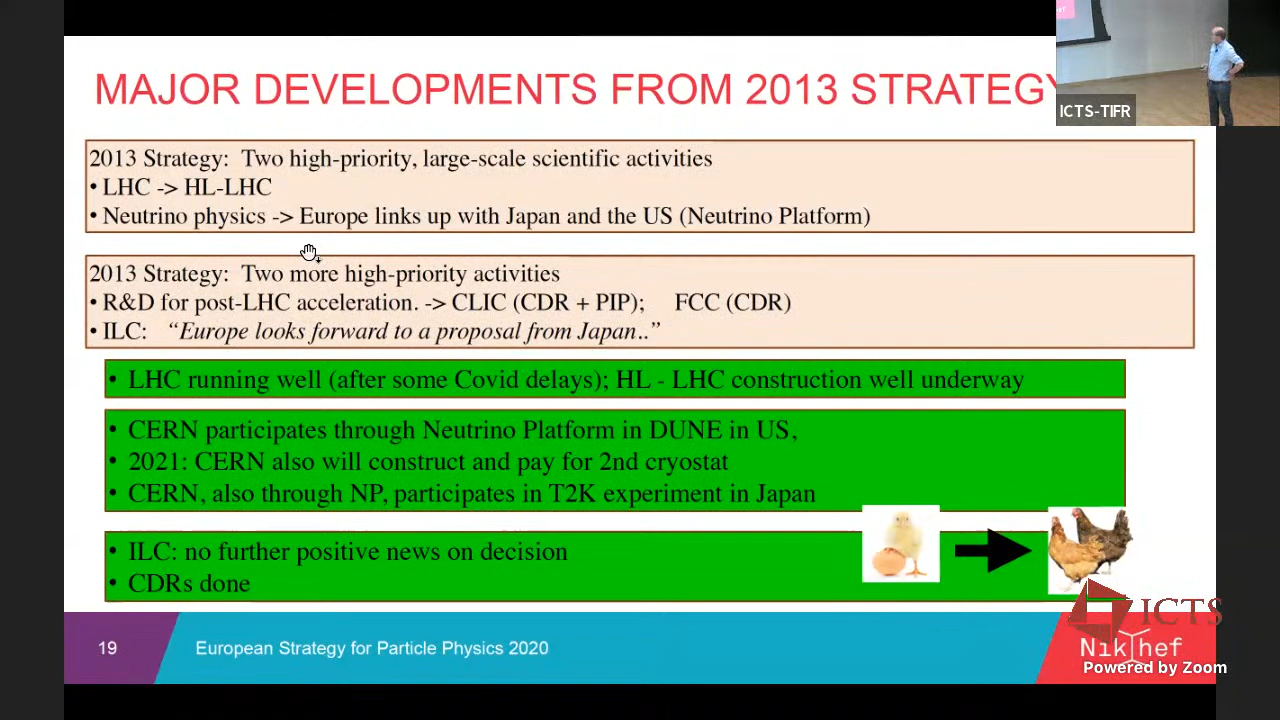 MAJOR DEVELOPMENTS FROM 2013 STRATEGY
ICTS-TIFR
2013 Strategy: Two high-priority, large-scale scientific activities
• LHC -> HL-LHC
• Neutrino physics -> Europe links up with Japan and the US (Neutrino Platform)
2013 Strategy: Two more high-priority activities
• R&D for post-LHC acceleration. -> CLIC (CDR + PIP); FCC (CDR)
• ILC: “Europe looks forward to a proposal from Japan..”
• LHC running well (after some Covid delays); HL - LHC construction well underway
• CERN participates through Neutrino Platform in DUNE in US,
• 2021: CERN also will construct and pay for 2nd cryostat
• CERN, also through NP, participates in T2K experiment in Japan
• ILC: no further positive news on decision
• CDRs done
ICTS
19 European Strategy for Particle Physics 2020
Nikhef
Powered by Zoom